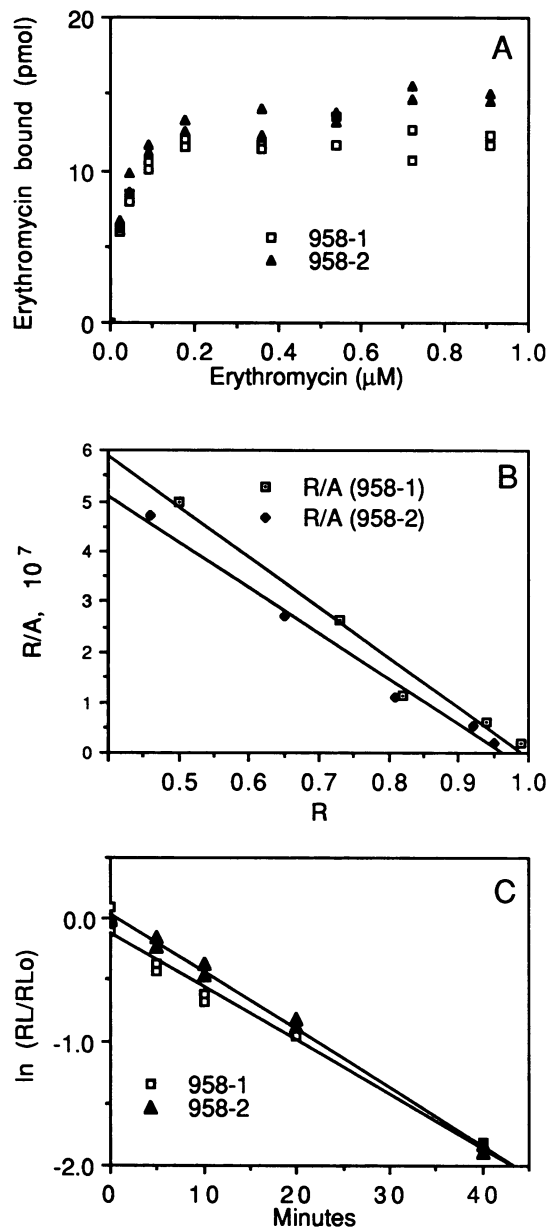 A
20
10
0
Erythromycin bound (pmol)
958-1
958-2
0.0 0.2 0.4 0.6 0.8 1.0
Erythromycin (μM)
B
6
5
4
3
2
1
0
R/A, 10^7
R/A (958-1)
R/A (958-2)
0.5 0.6 0.7 0.8 0.9 1.0
R
C
0.0
-1.0
-2.0
ln (RL/RLo)
958-1
958-2
0 10 20 30 40
Minutes